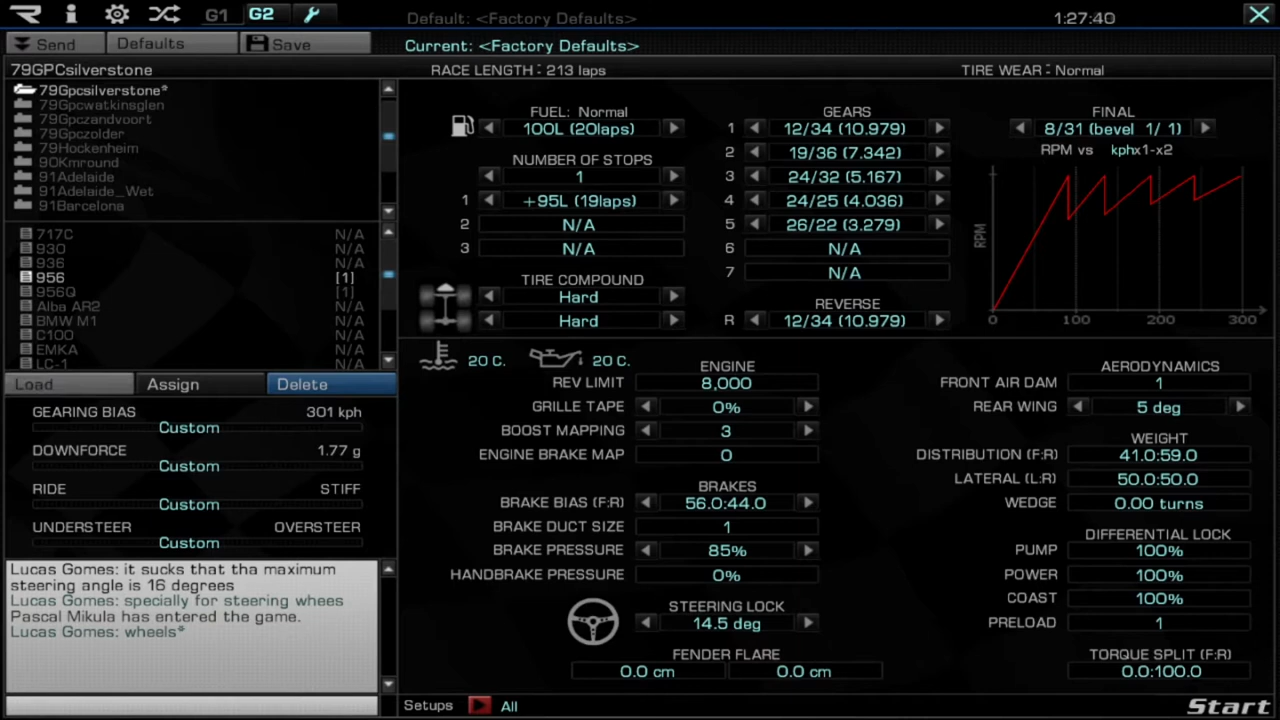 G1 G2 Default: <Factory Defaults> 1:27:40
Send Defaults Save Current: <Factory Defaults>
79GPCsilverstone RACE LENGTH : 213 laps TIRE WEAR : Normal
79Gpcsilverstone*
79Gpcwatkinsglen
79Gpczandvoort
79Gpczolder
79Hockenheim
90Kmround
91Adelaide
91Adelaide_Wet
91Barcelona
717C N/A
930 N/A
936 N/A
956 [1]
956Q [1]
Alba AR2 N/A
BMW M1 N/A
C100 N/A
EMKA N/A
LC-1 N/A
Load Assign Delete
GEARING BIAS 301 kph
Custom
DOWNFORCE 1.77 g
Custom
RIDE STIFF
Custom
UNDERSTEER OVERSTEER
Custom
Lucas Gomes: it sucks that tha maximum
steering angle is 16 degrees
Lucas Gomes: specially for steering whees
Pascal Mikula has entered the game.
Lucas Gomes: wheels*
FUEL: Normal
100L (20laps)
NUMBER OF STOPS
1
1 +95L (19laps)
2 N/A
3 N/A
TIRE COMPOUND
Hard
Hard
GEARS
1 12/34 (10.979)
2 19/36 (7.342)
3 24/32 (5.167)
4 24/25 (4.036)
5 26/22 (3.279)
6 N/A
7 N/A
REVERSE
R 12/34 (10.979)
FINAL
8/31 (bevel 1/ 1)
RPM vs kphx1-x2
RPM
0 100 200 300
20 C. 20 C.
ENGINE
REV LIMIT 8,000
GRILLE TAPE 0%
BOOST MAPPING 3
ENGINE BRAKE MAP 0
BRAKES
BRAKE BIAS (F:R) 56.0:44.0
BRAKE DUCT SIZE 1
BRAKE PRESSURE 85%
HANDBRAKE PRESSURE 0%
STEERING LOCK
14.5 deg
FENDER FLARE
0.0 cm 0.0 cm
AERODYNAMICS
FRONT AIR DAM 1
REAR WING 5 deg
WEIGHT
DISTRIBUTION (F:R) 41.0:59.0
LATERAL (L:R) 50.0:50.0
WEDGE 0.00 turns
DIFFERENTIAL LOCK
PUMP 100%
POWER 100%
COAST 100%
PRELOAD 1
TORQUE SPLIT (F:R)
0.0:100.0
Setups All Start